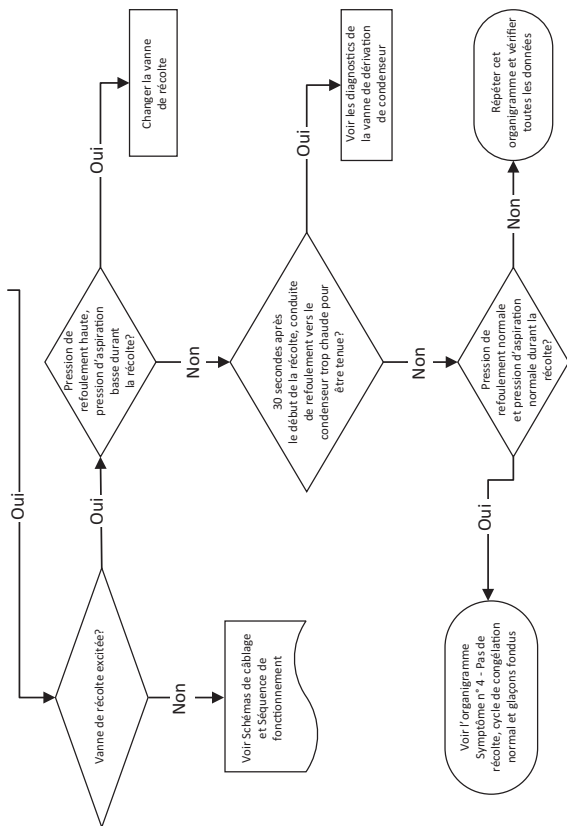 Oui
Vanne de récolte excitée?
Non
Voir Schémas de câblage
et Séquence de
fonctionnement
Oui
Pression de
refoulement haute,
pression d'aspiration
basse durant
la récolte?
Oui
Changer la vanne
de récolte
Non
30 secondes après
le début de la récolte, conduite
de refoulement vers le
condenseur trop chaude pour
être tenue?
Oui
Voir les diagnostics de
la vanne de dérivation
de condenseur
Non
Pression de
refoulement normale
et pression d'aspiration
normale durant la
récolte?
Non
Répéter cet
organigramme et vérifier
toutes les données
Oui
Voir l'organigramme
Symptôme n° 4 - Pas de
récolte, cycle de congélation
normal et glaçons fondus